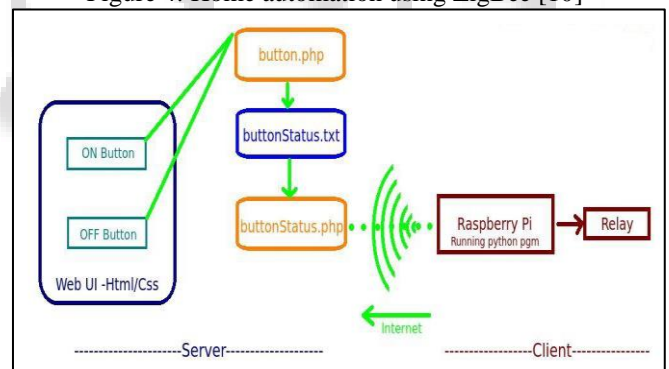 Figure 4. Home automation using ZigBee [10]
button.php
buttonStatus.txt
ON Button
OFF Button
buttonStatus.php
Web UI -Html/Css
Raspberry Pi
Running python pgm
Relay
Internet
----------------------Server--------------------
------------------Client----------------